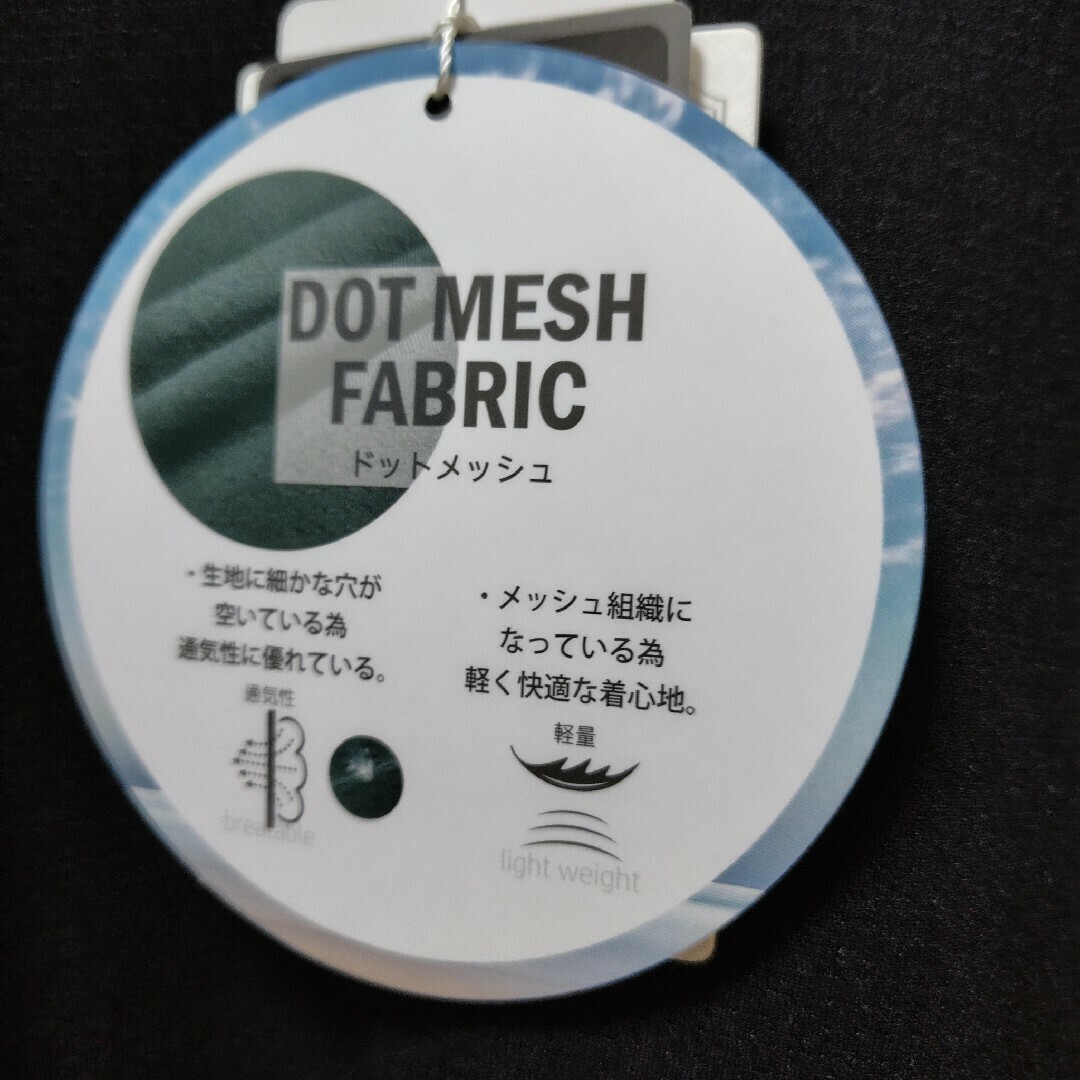 DOT MESH
FABRIC
ドットメッシュ
・生地に細かな穴が
空いている為
通気性に優れている。
通気性
breatable
・メッシュ組織に
なっている為
軽く快適な着心地。
軽量
light weight